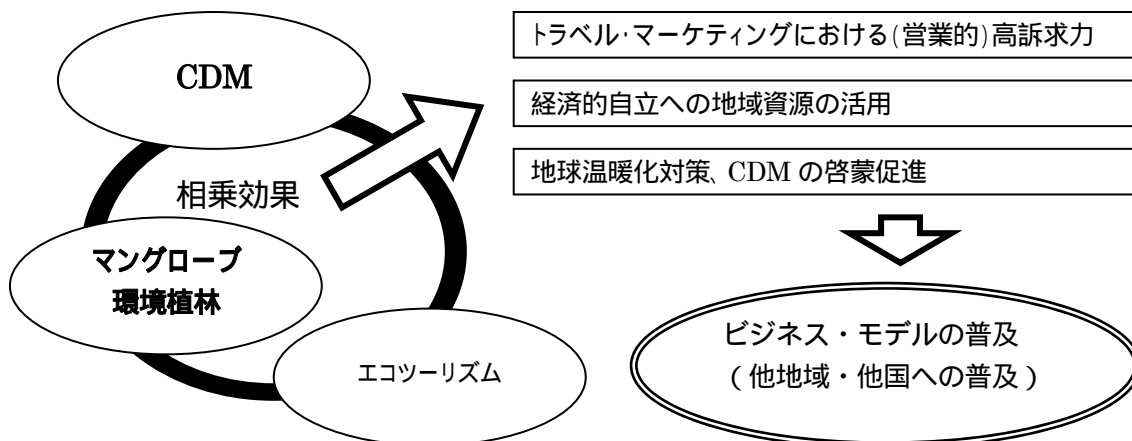 CDM
相乗効果
マングローブ
環境植林
エコツーリズム
トラベル・マーケティングにおける(営業的)高訴求力
経済的自立への地域資源の活用
地球温暖化対策、CDM の啓蒙促進
ビジネス・モデルの普及
（他地域・他国への普及）